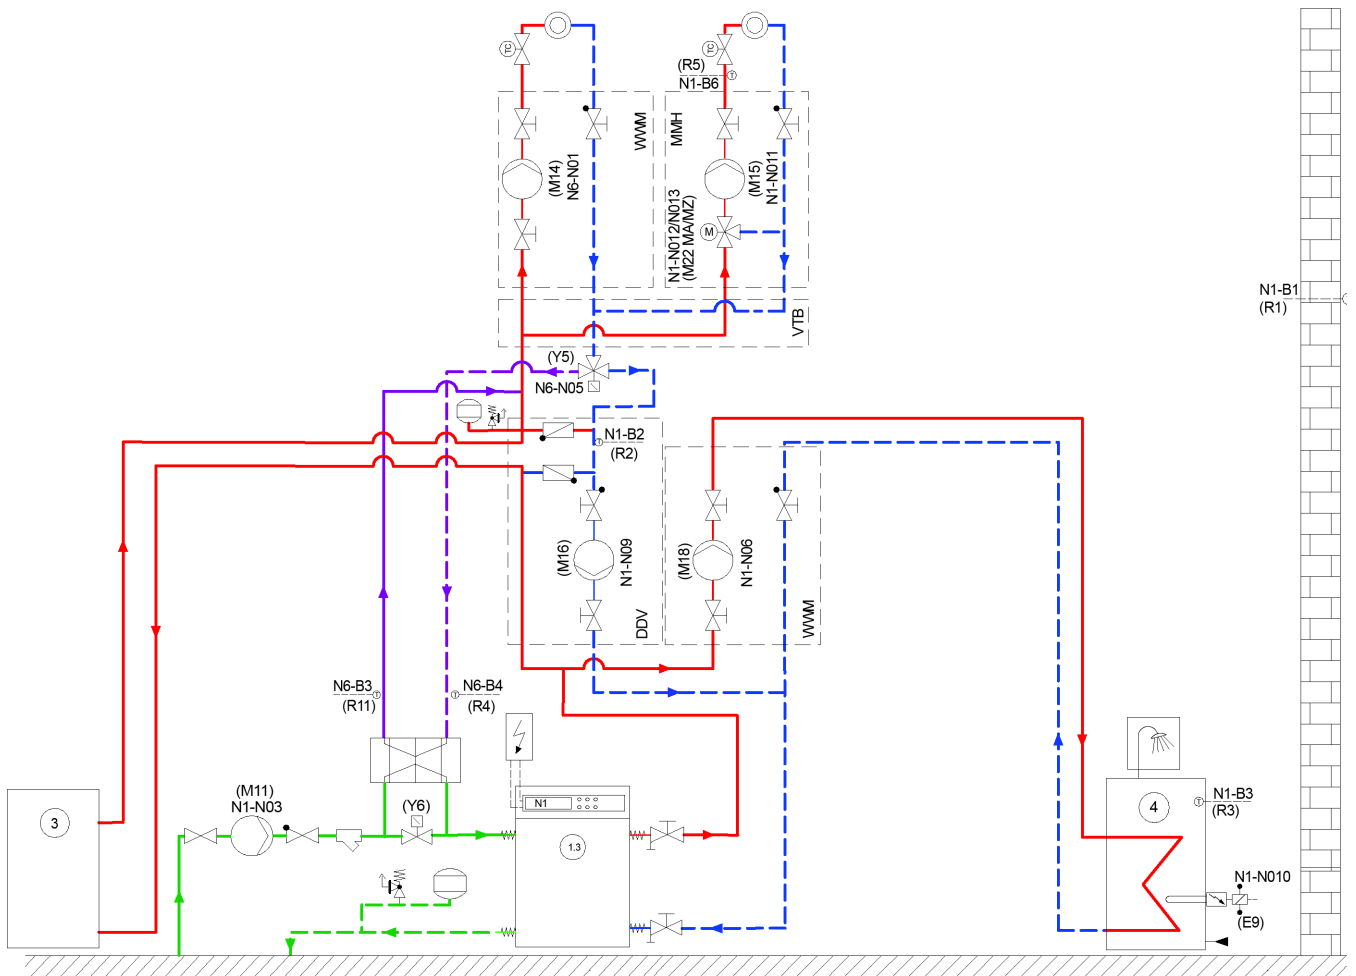 TC
TC
(R5)
N1-B6
T
WWM
MMH
(M14)
N6-N01
(M15)
N1-N011
N1-N012/N013
(M22 MA/MZ)
M
N1-B1
(R1)
VTB
(Y5)
N6-N05
N1-B2
(R2)
T
(M16)
N1-N09
DDV
(M18)
N1-N06
WWM
N6-B3
(R11)
T
N6-B4
(R4)
T
(M11)
N1-N03
(Y6)
N1
1.3
3
4
T
N1-B3
(R3)
N1-N010
(E9)